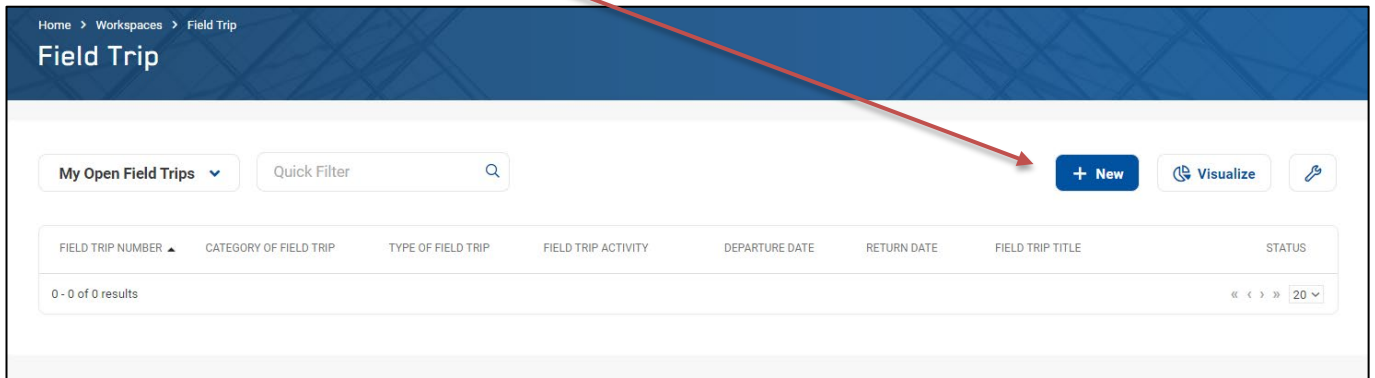 Home > Workspaces > Field Trip
Field Trip
My Open Field Trips Quick Filter + New Visualize
FIELD TRIP NUMBER CATEGORY OF FIELD TRIP TYPE OF FIELD TRIP FIELD TRIP ACTIVITY DEPARTURE DATE RETURN DATE FIELD TRIP TITLE STATUS
0 - 0 of 0 results « < > » 20